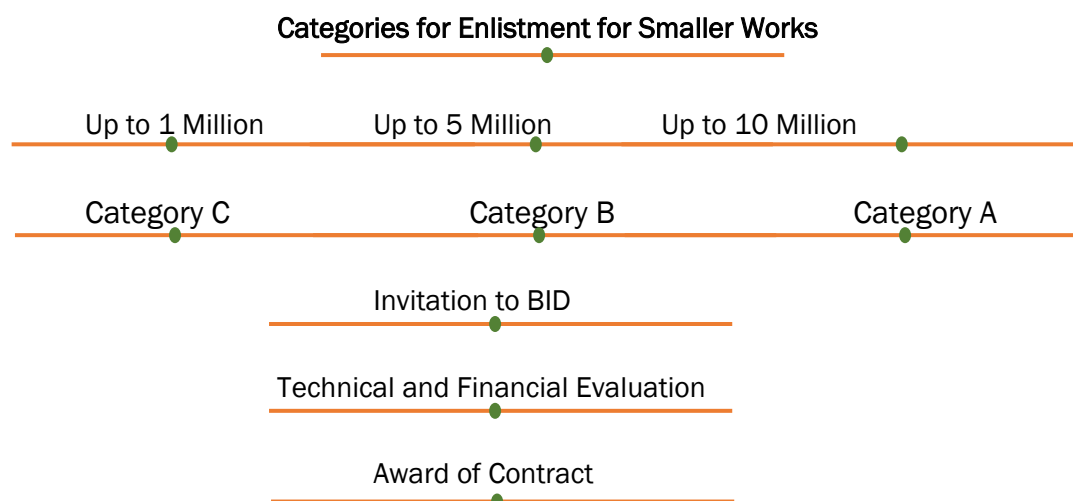 Categories for Enlistment for Smaller Works
Up to 1 Million Up to 5 Million Up to 10 Million
Category C Category B Category A
Invitation to BID
Technical and Financial Evaluation
Award of Contract